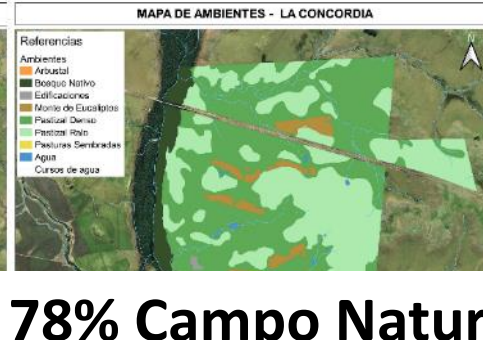 MAPA DE AMBIENTES - LA CONCORDIA
Referencias
Ambientes
Arbustal
Bosque Nativo
Edificaciones
Monte de Eucaliptos
Pastizal Denso
Pastizal Ralo
Pasturas Sembradas
Agua
Cursos de agua
N
78% Campo Natur